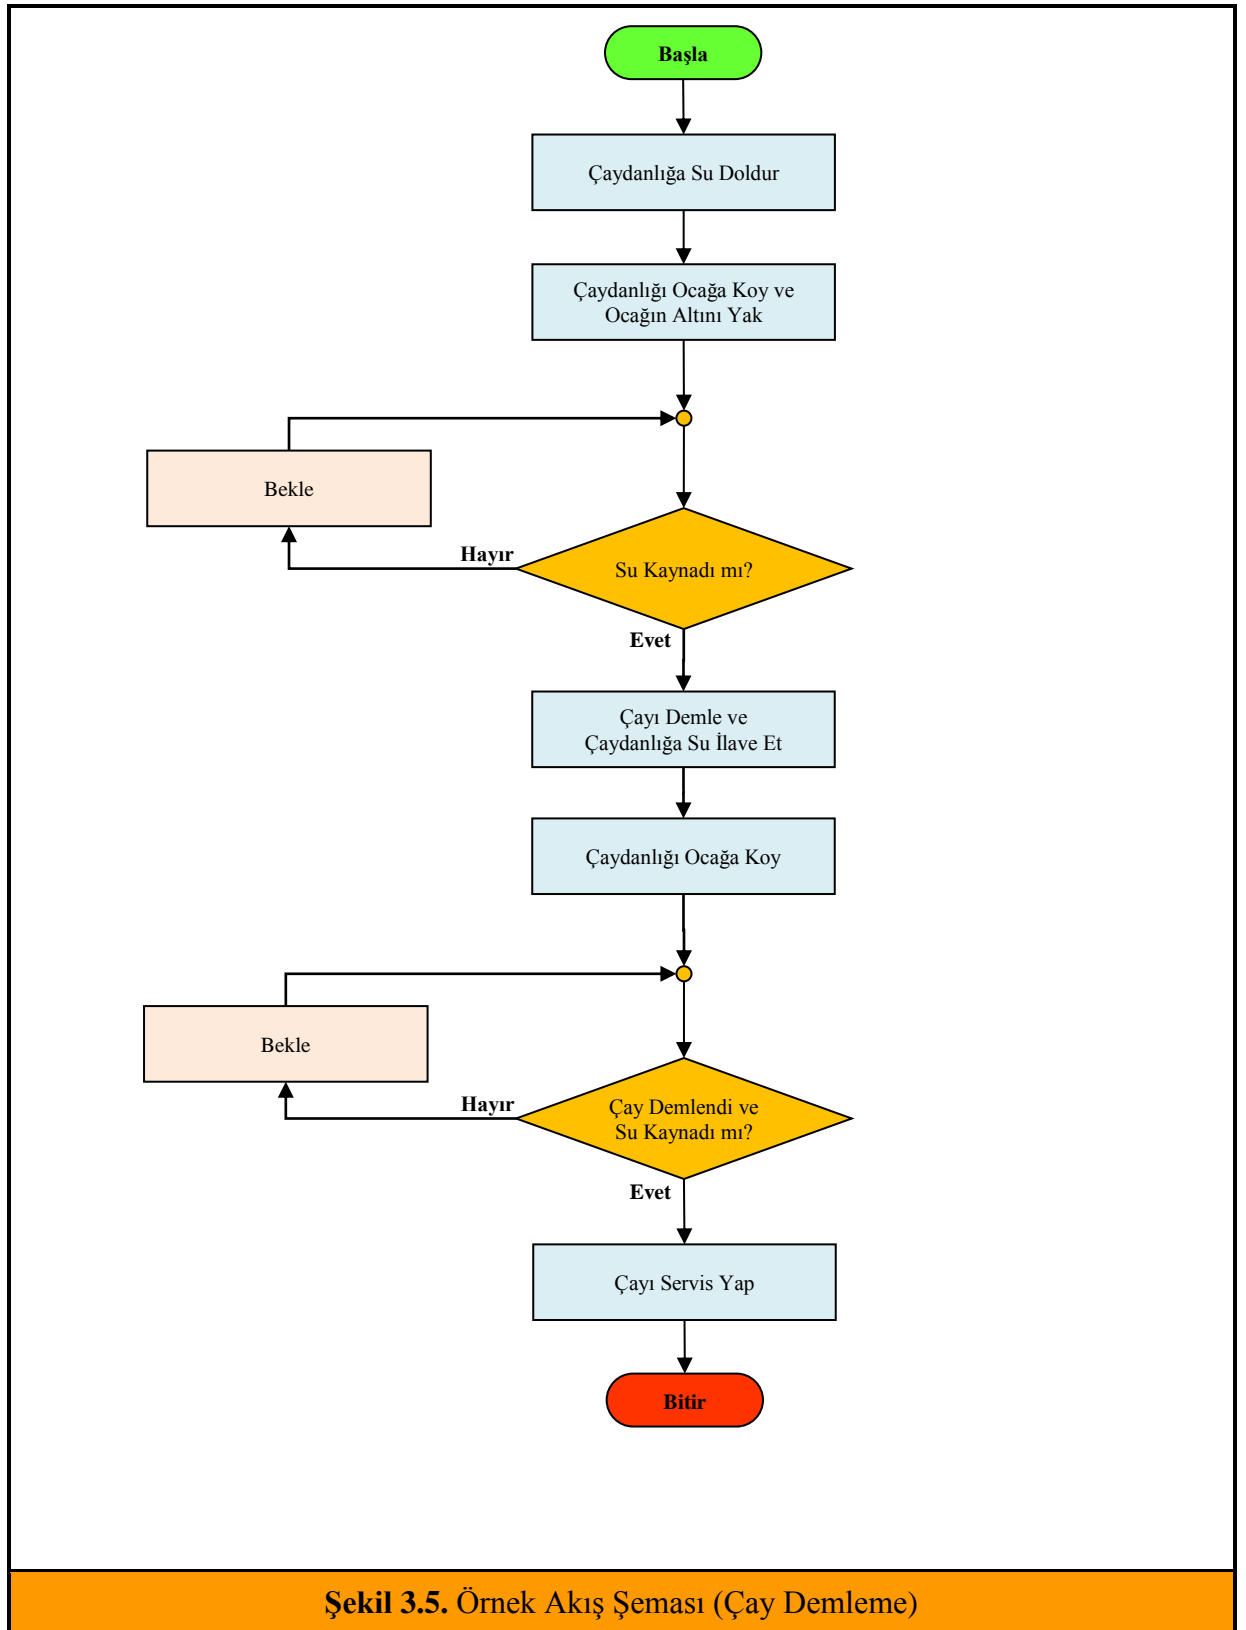 Başla
Çaydanlığa Su Doldur
Çaydanlığı Ocağa Koy ve
Ocağın Altını Yak
Bekle
Hayır
Su Kaynadı mı?
Evet
Çayı Demle ve
Çaydanlığa Su İlave Et
Çaydanlığı Ocağa Koy
Bekle
Hayır
Çay Demlendi ve
Su Kaynadı mı?
Evet
Çayı Servis Yap
Bitir
Şekil 3.5. Örnek Akış Şeması (Çay Demleme)